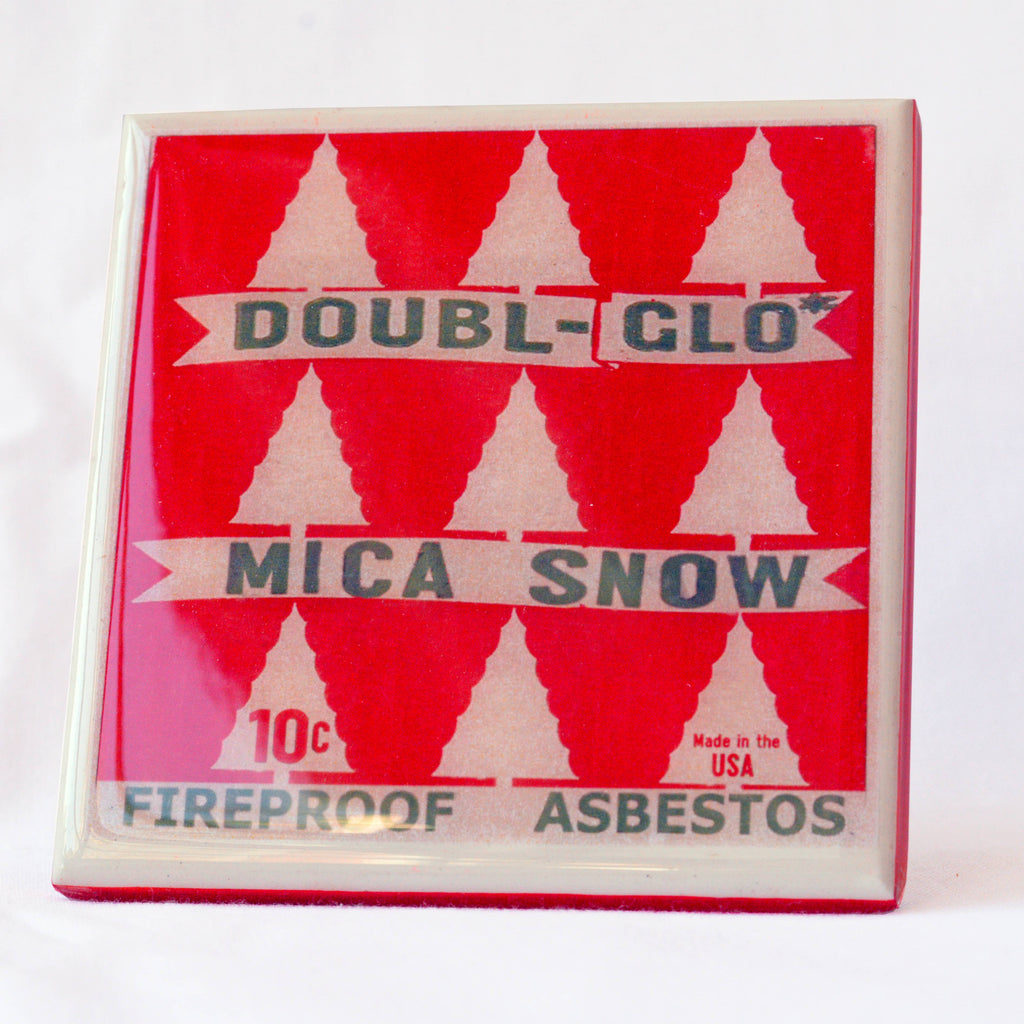 DOUBL-GLO*
MICA SNOW
10c
Made in the
USA
FIREPROOF ASBESTOS